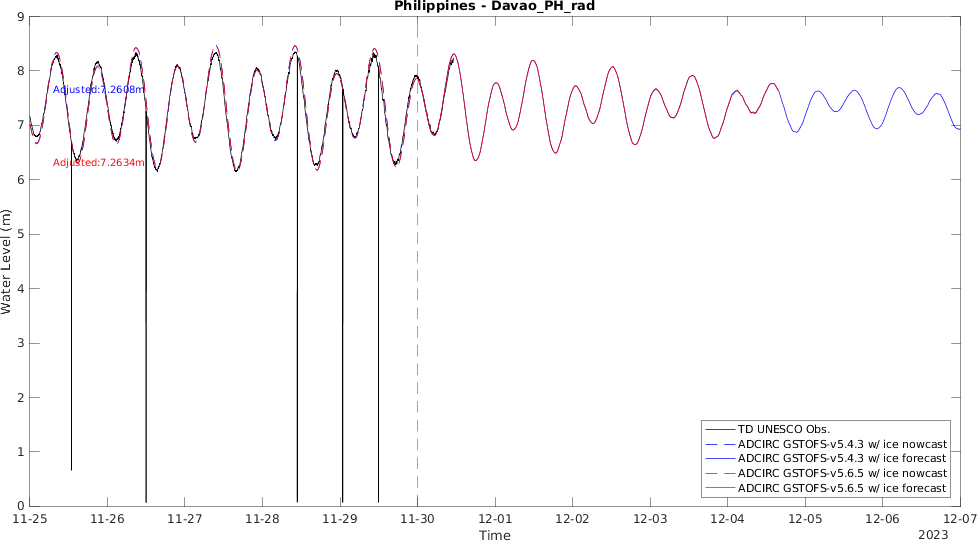 Philippines - Davao_PH_rad
Water Level (m)
9
8
7
6
5
4
3
2
1
0
Adjusted:7.2608m
Adjusted:7.2634m
TD UNESCO Obs.
ADCIRC GSTOFS-v5.4.3 w/ ice nowcast
ADCIRC GSTOFS-v5.4.3 w/ ice forecast
ADCIRC GSTOFS-v5.6.5 w/ ice nowcast
ADCIRC GSTOFS-v5.6.5 w/ ice forecast
11-25 11-26 11-27 11-28 11-29 11-30 12-01 12-02 12-03 12-04 12-05 12-06 12-07
Time
2023